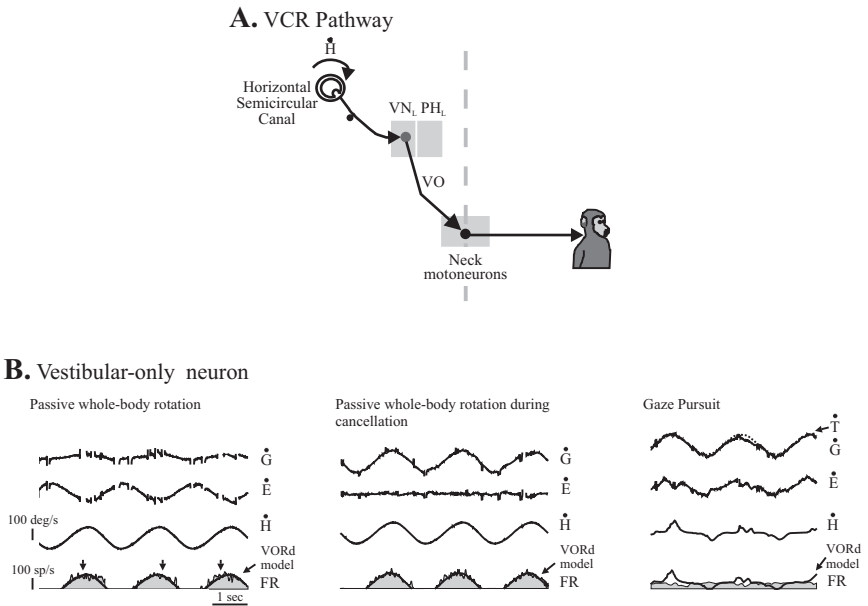 A. VCR Pathway
Ḣ
Horizontal
Semicircular
Canal
VN_L PH_L
VO
Neck
motoneurons
B. Vestibular-only neuron
Passive whole-body rotation
Ġ
Ė
100 deg/s
Ḣ
VORd
model
100 sp/s
FR
1 sec
Passive whole-body rotation during
cancellation
Ġ
Ė
Ḣ
VORd
model
FR
Gaze Pursuit
Ṫ
Ġ
Ė
Ḣ
VORd
model
FR